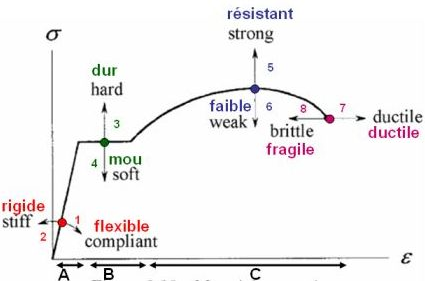 σ
résistant
strong
dur
hard
5
3
faible
weak
6
8
7
brittle
fragile
ductile
ductile
4
mou
soft
rigide
stiff
1
2
flexible
compliant
ε
A
B
C